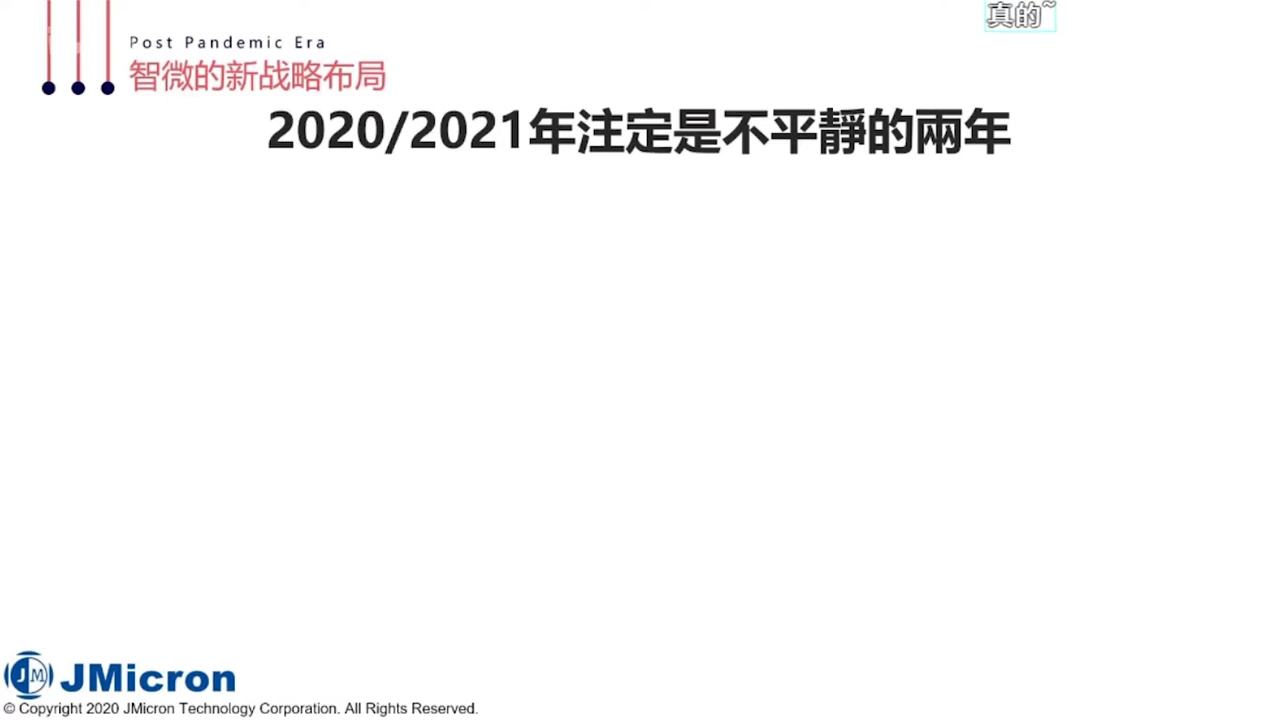 真的~
Post Pandemic Era
智微的新战略布局
2020/2021年注定是不平靜的兩年
JM JMicron
© Copyright 2020 JMicron Technology Corporation. All Rights Reserved.